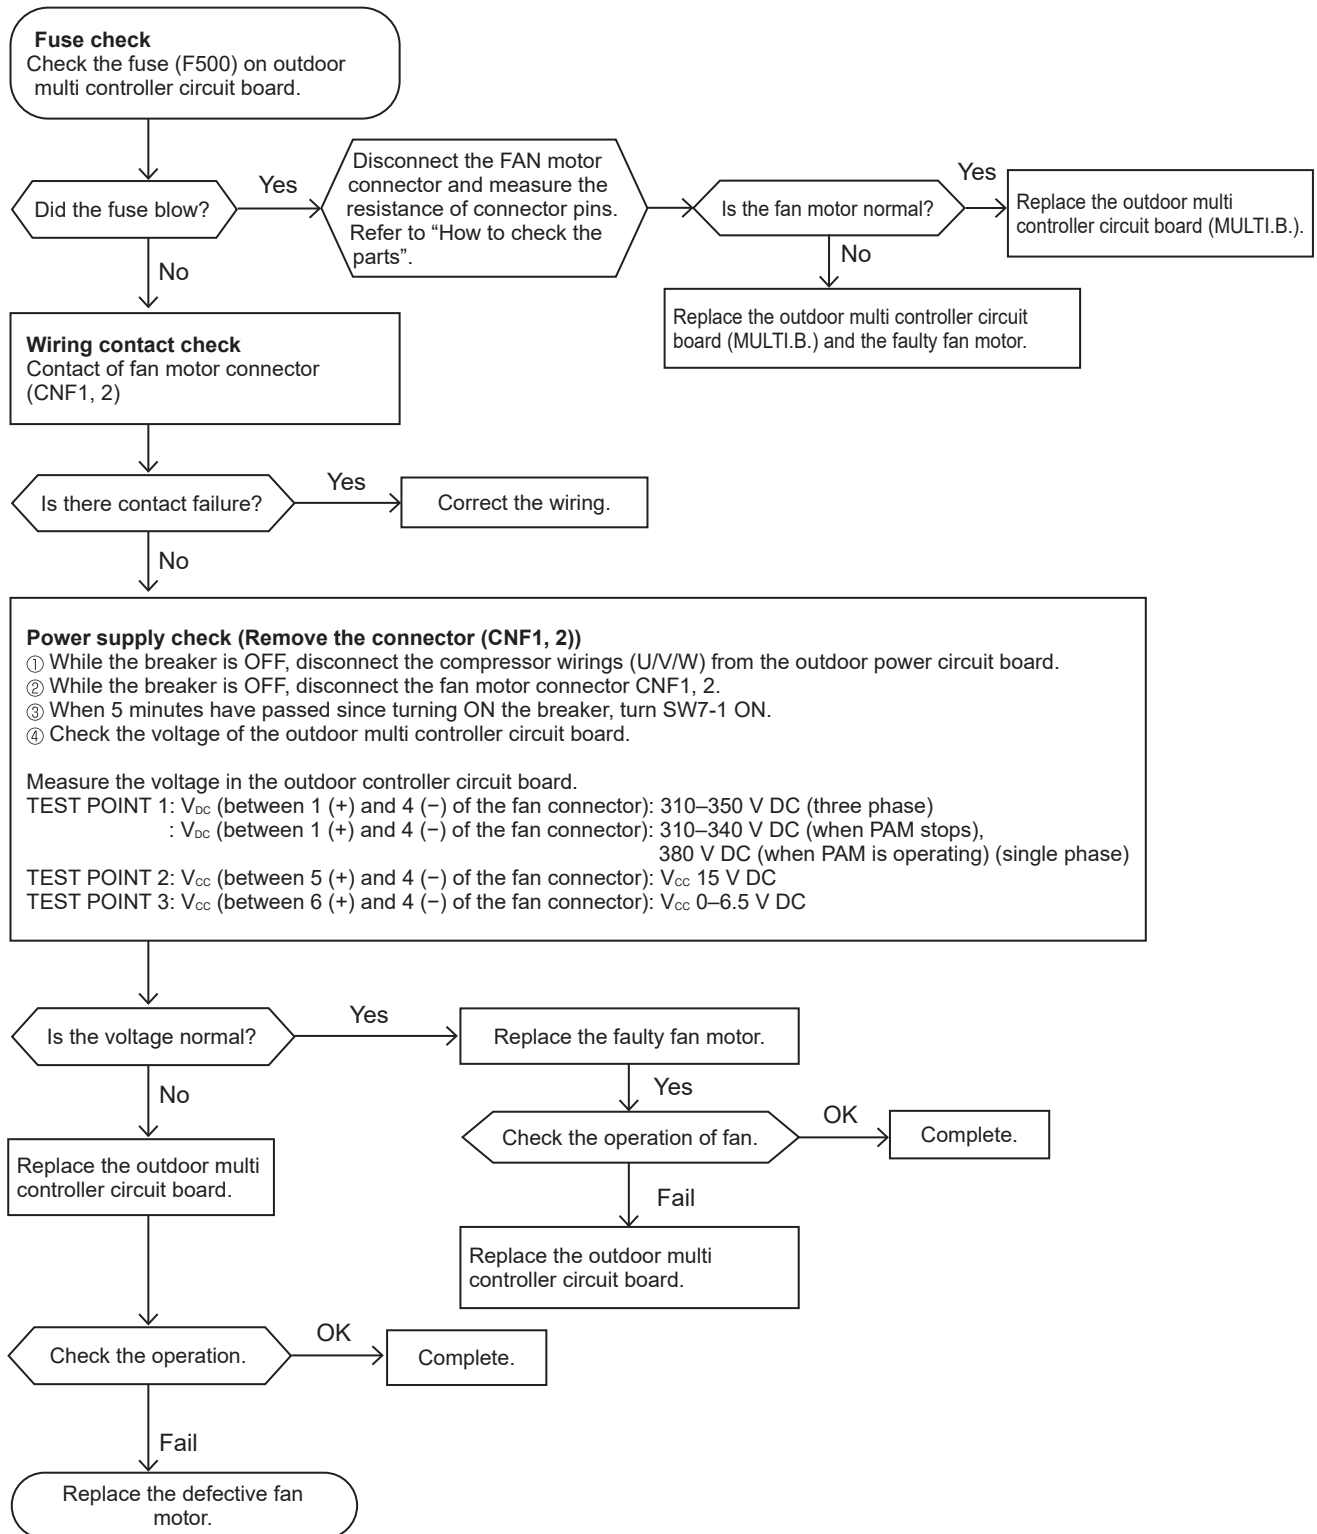 Fuse check
Check the fuse (F500) on outdoor
multi controller circuit board.
Did the fuse blow?
Yes
Disconnect the FAN motor
connector and measure the
resistance of connector pins.
Refer to “How to check the
parts”.
Is the fan motor normal?
Yes
Replace the outdoor multi
controller circuit board (MULTI.B.).
No
Replace the outdoor multi controller circuit
board (MULTI.B.) and the faulty fan motor.
No
Wiring contact check
Contact of fan motor connector
(CNF1, 2)
Is there contact failure?
Yes
Correct the wiring.
No
Power supply check (Remove the connector (CNF1, 2))
① While the breaker is OFF, disconnect the compressor wirings (U/V/W) from the outdoor power circuit board.
② While the breaker is OFF, disconnect the fan motor connector CNF1, 2.
③ When 5 minutes have passed since turning ON the breaker, turn SW7-1 ON.
④ Check the voltage of the outdoor multi controller circuit board.
Measure the voltage in the outdoor controller circuit board.
TEST POINT 1: VDC (between 1 (+) and 4 (−) of the fan connector): 310–350 V DC (three phase)
: VDC (between 1 (+) and 4 (−) of the fan connector): 310–340 V DC (when PAM stops),
380 V DC (when PAM is operating) (single phase)
TEST POINT 2: VCC (between 5 (+) and 4 (−) of the fan connector): VCC 15 V DC
TEST POINT 3: VCC (between 6 (+) and 4 (−) of the fan connector): VCC 0–6.5 V DC
Is the voltage normal?
Yes
Replace the faulty fan motor.
Yes
Check the operation of fan.
OK
Complete.
Fail
Replace the outdoor multi
controller circuit board.
No
Replace the outdoor multi
controller circuit board.
Check the operation.
OK
Complete.
Fail
Replace the defective fan
motor.